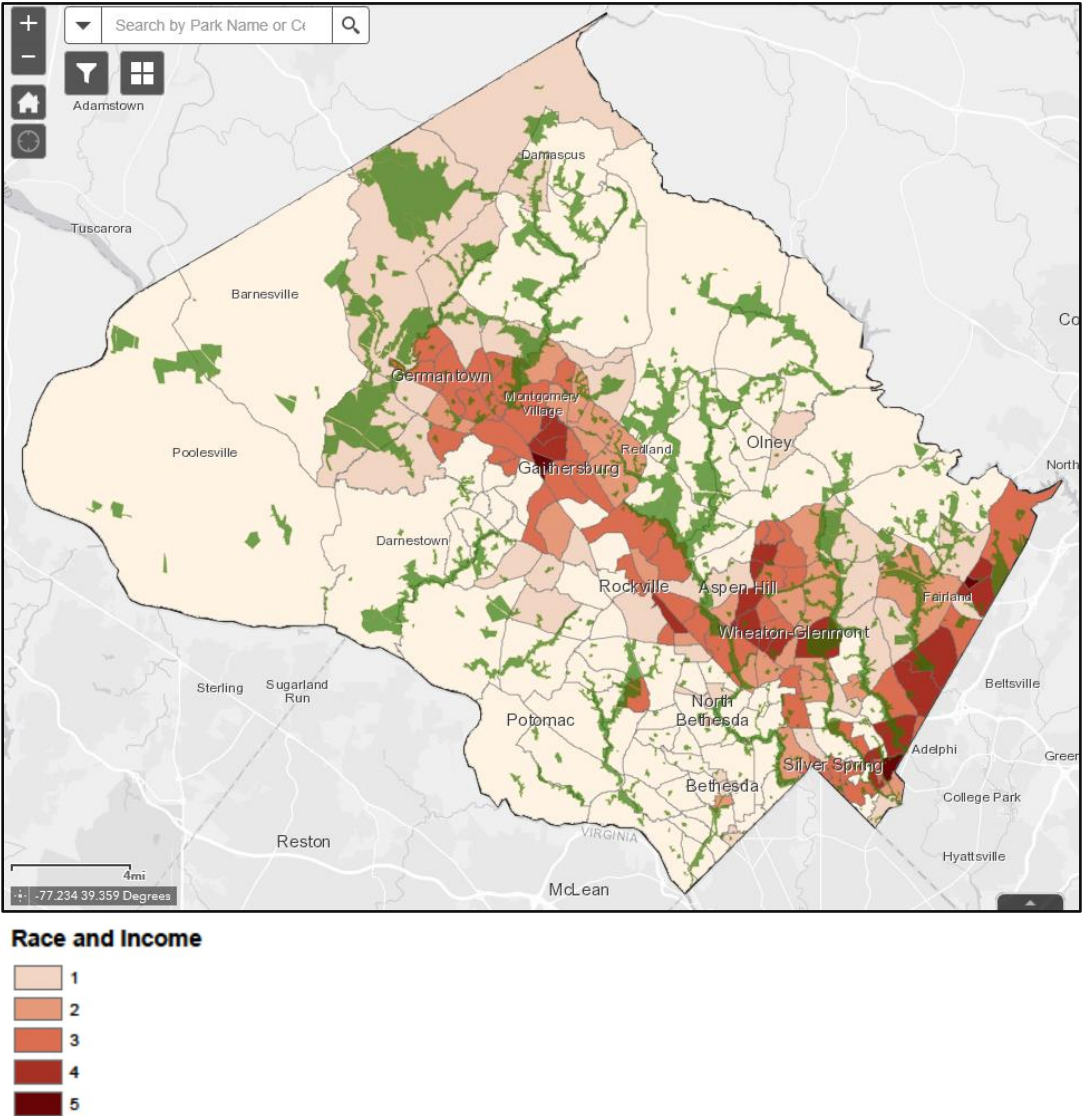 Search by Park Name or Ce
Adamstown
Damascus
Tuscarora
Barnesville
Co
Germantown
Montgomery
Village
Olney
Poolesville
Redland
Gaithersburg
North
Darnestown
Rockville
Aspen Hill
Fairland
Wheaton-Glenmont
Sterling
Sugarland
Run
Beltsville
North
Bethesda
Potomac
Adelphi
Silver Spring
Greer
Bethesda
College Park
VIRGINIA
Reston
Hyattsville
4mi
McLean
-77.234 39.359 Degrees
Race and Income
1
2
3
4
5